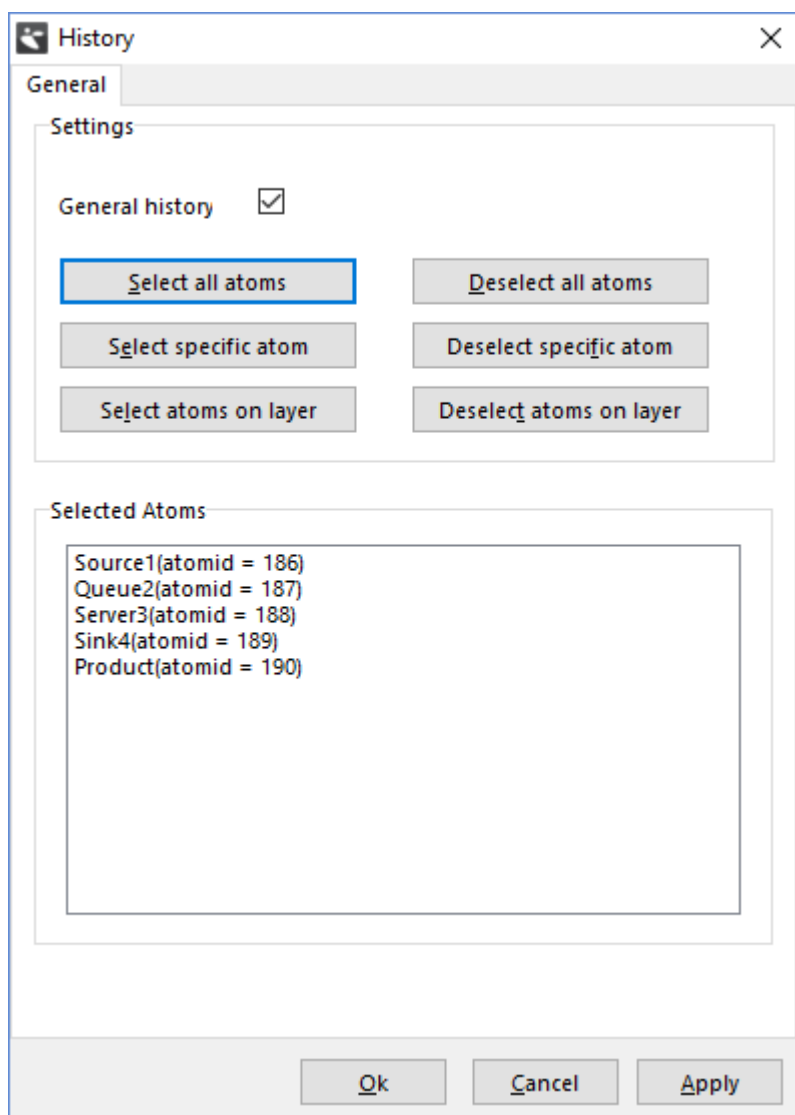 History
General
Settings
General history
Select all atoms
Deselect all atoms
Select specific atom
Deselect specific atom
Select atoms on layer
Deselect atoms on layer
Selected Atoms
Source1(atomid = 186)
Queue2(atomid = 187)
Server3(atomid = 188)
Sink4(atomid = 189)
Product(atomid = 190)
Ok
Cancel
Apply